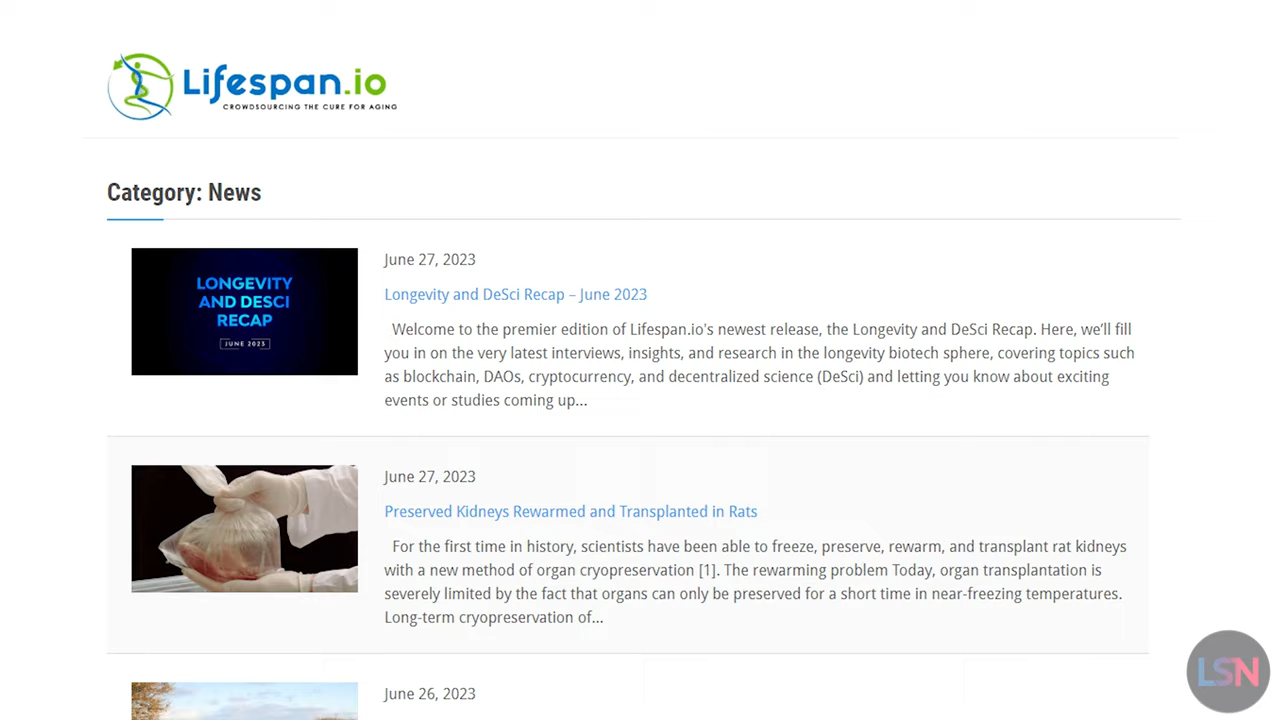 Lifespan.io
CROWDSOURCING THE CURE FOR AGING
Category: News
LONGEVITY
AND DESCI
RECAP
JUNE 2023
June 27, 2023
Longevity and DeSci Recap – June 2023
Welcome to the premier edition of Lifespan.io's newest release, the Longevity and DeSci Recap. Here, we’ll fill
you in on the very latest interviews, insights, and research in the longevity biotech sphere, covering topics such
as blockchain, DAOs, cryptocurrency, and decentralized science (DeSci) and letting you know about exciting
events or studies coming up...
June 27, 2023
Preserved Kidneys Rewarmed and Transplanted in Rats
For the first time in history, scientists have been able to freeze, preserve, rewarm, and transplant rat kidneys
with a new method of organ cryopreservation [1]. The rewarming problem Today, organ transplantation is
severely limited by the fact that organs can only be preserved for a short time in near-freezing temperatures.
Long-term cryopreservation of...
June 26, 2023
LSN